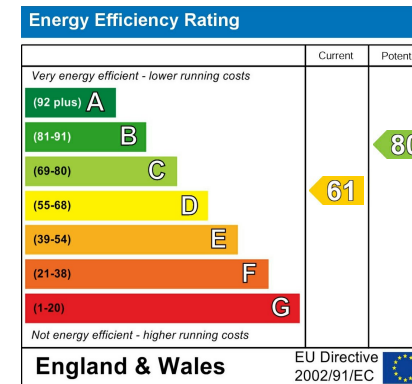 Energy Efficiency Rating
Current
Very energy efficient - lower running costs
(92 plus) A
(81-91) B
(69-80) C
(55-68) D
(39-54) E
(21-38) F
(1-20) G
61
80
Not energy efficient - higher running costs
England & Wales
EU Directive
2002/91/EC